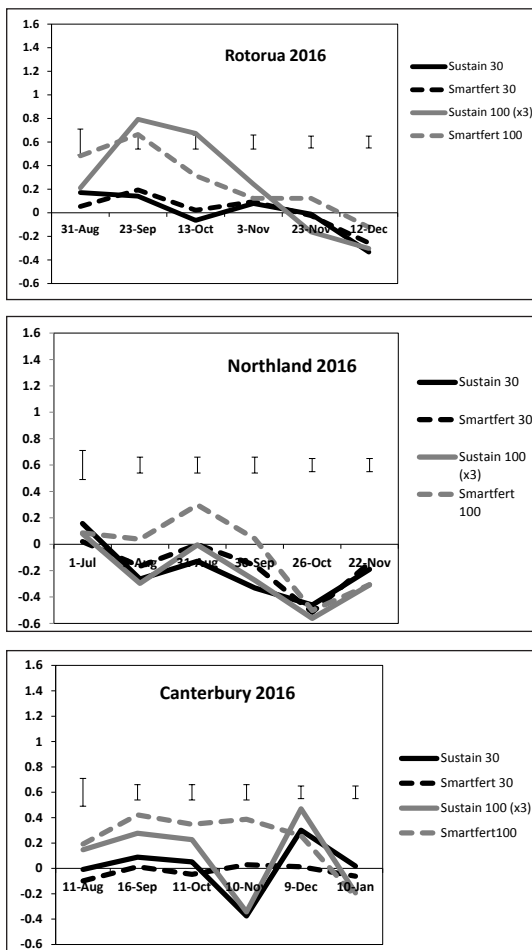 Rotorua 2016
1.6
1.4
1.2
1
0.8
0.6
0.4
0.2
0
-0.2
-0.4
-0.6
31-Aug 23-Sep 13-Oct 3-Nov 23-Nov 12-Dec
Sustain 30
Smartfert 30
Sustain 100 (x3)
Smartfert 100
Northland 2016
1.6
1.4
1.2
1
0.8
0.6
0.4
0.2
0
-0.2
-0.4
-0.6
1-Jul Aug 31-Aug 30-Sep 26-Oct 22-Nov
Sustain 30
Smartfert 30
Sustain 100
(x3)
Smartfert
100
Canterbury 2016
1.6
1.4
1.2
1
0.8
0.6
0.4
0.2
0
-0.2
-0.4
-0.6
11-Aug 16-Sep 11-Oct 10-Nov 9-Dec 10-Jan
Sustain 30
Smartfert 30
Sustain 100 (x3)
Smartfert100